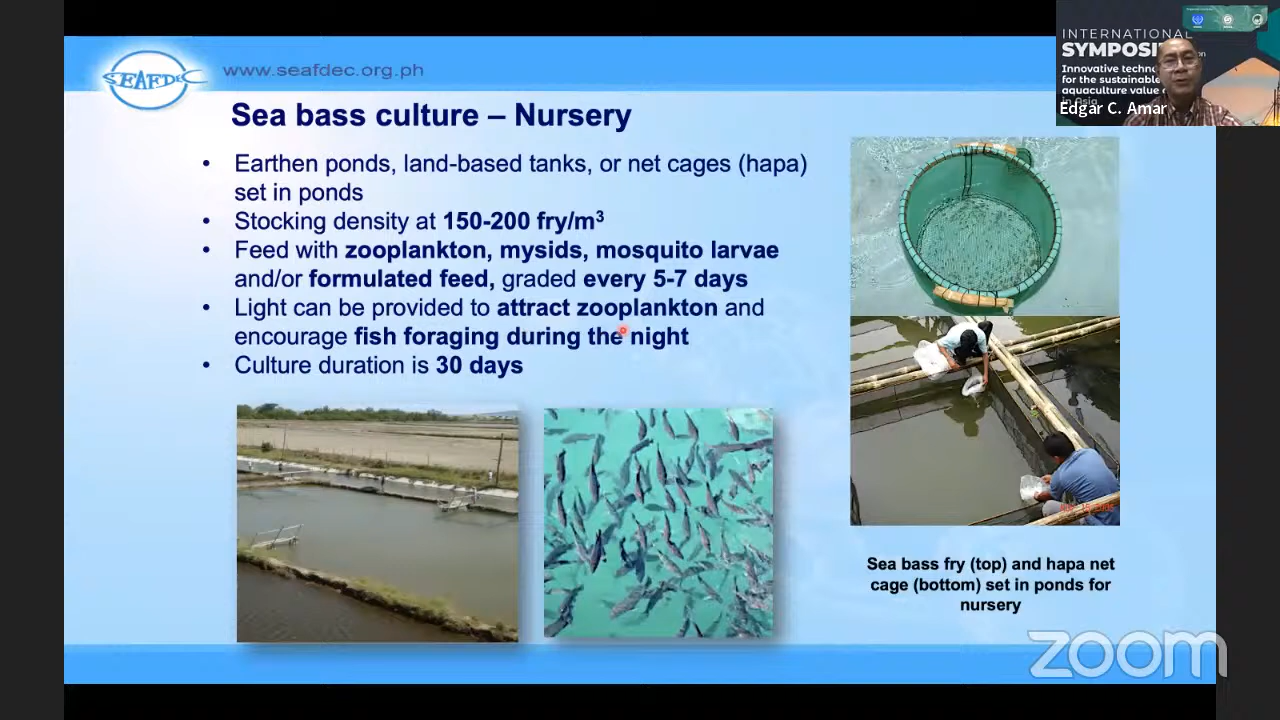 SEAFDEC
www.seafdec.org.ph
INTERNATIONAL
Innovative
for the sustainable
aquaculture value
Edgar C. Amar
Sea bass culture – Nursery
• Earthen ponds, land-based tanks, or net cages (hapa)
set in ponds
• Stocking density at 150-200 fry/m³
• Feed with zooplankton, mysids, mosquito larvae
and/or formulated feed, graded every 5-7 days
• Light can be provided to attract zooplankton and
encourage fish foraging during the night
• Culture duration is 30 days
Sea bass fry (top) and hapa net
cage (bottom) set in ponds for
nursery
zoom